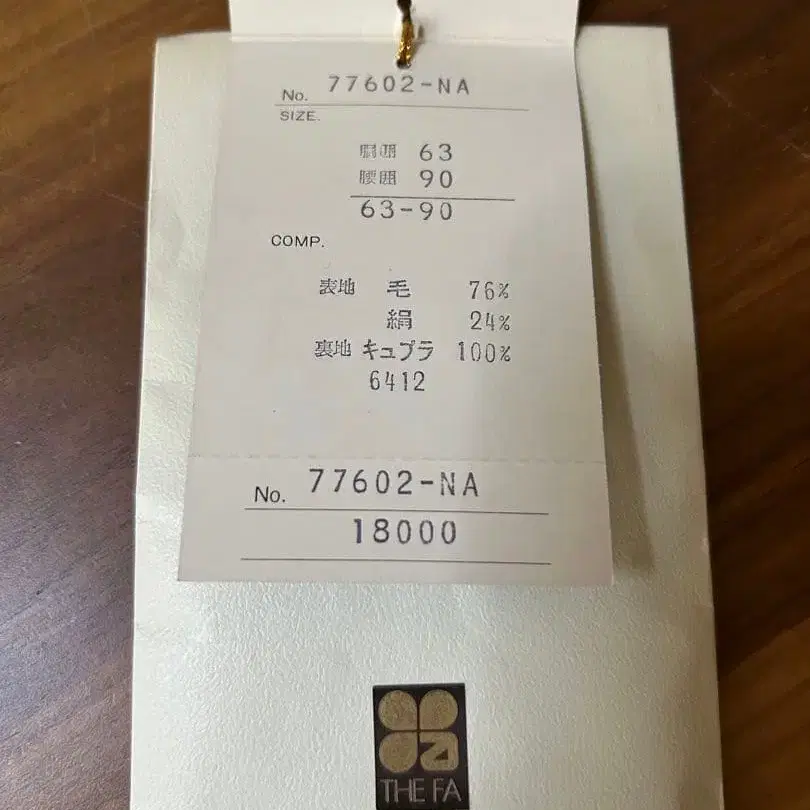 No. 77602-NA
SIZE.
胴囲 63
腰囲 90
63-90
COMP.
表地 毛 76%
絹 24%
裏地 キュプラ 100%
6412
No. 77602-NA
18000
THE FA